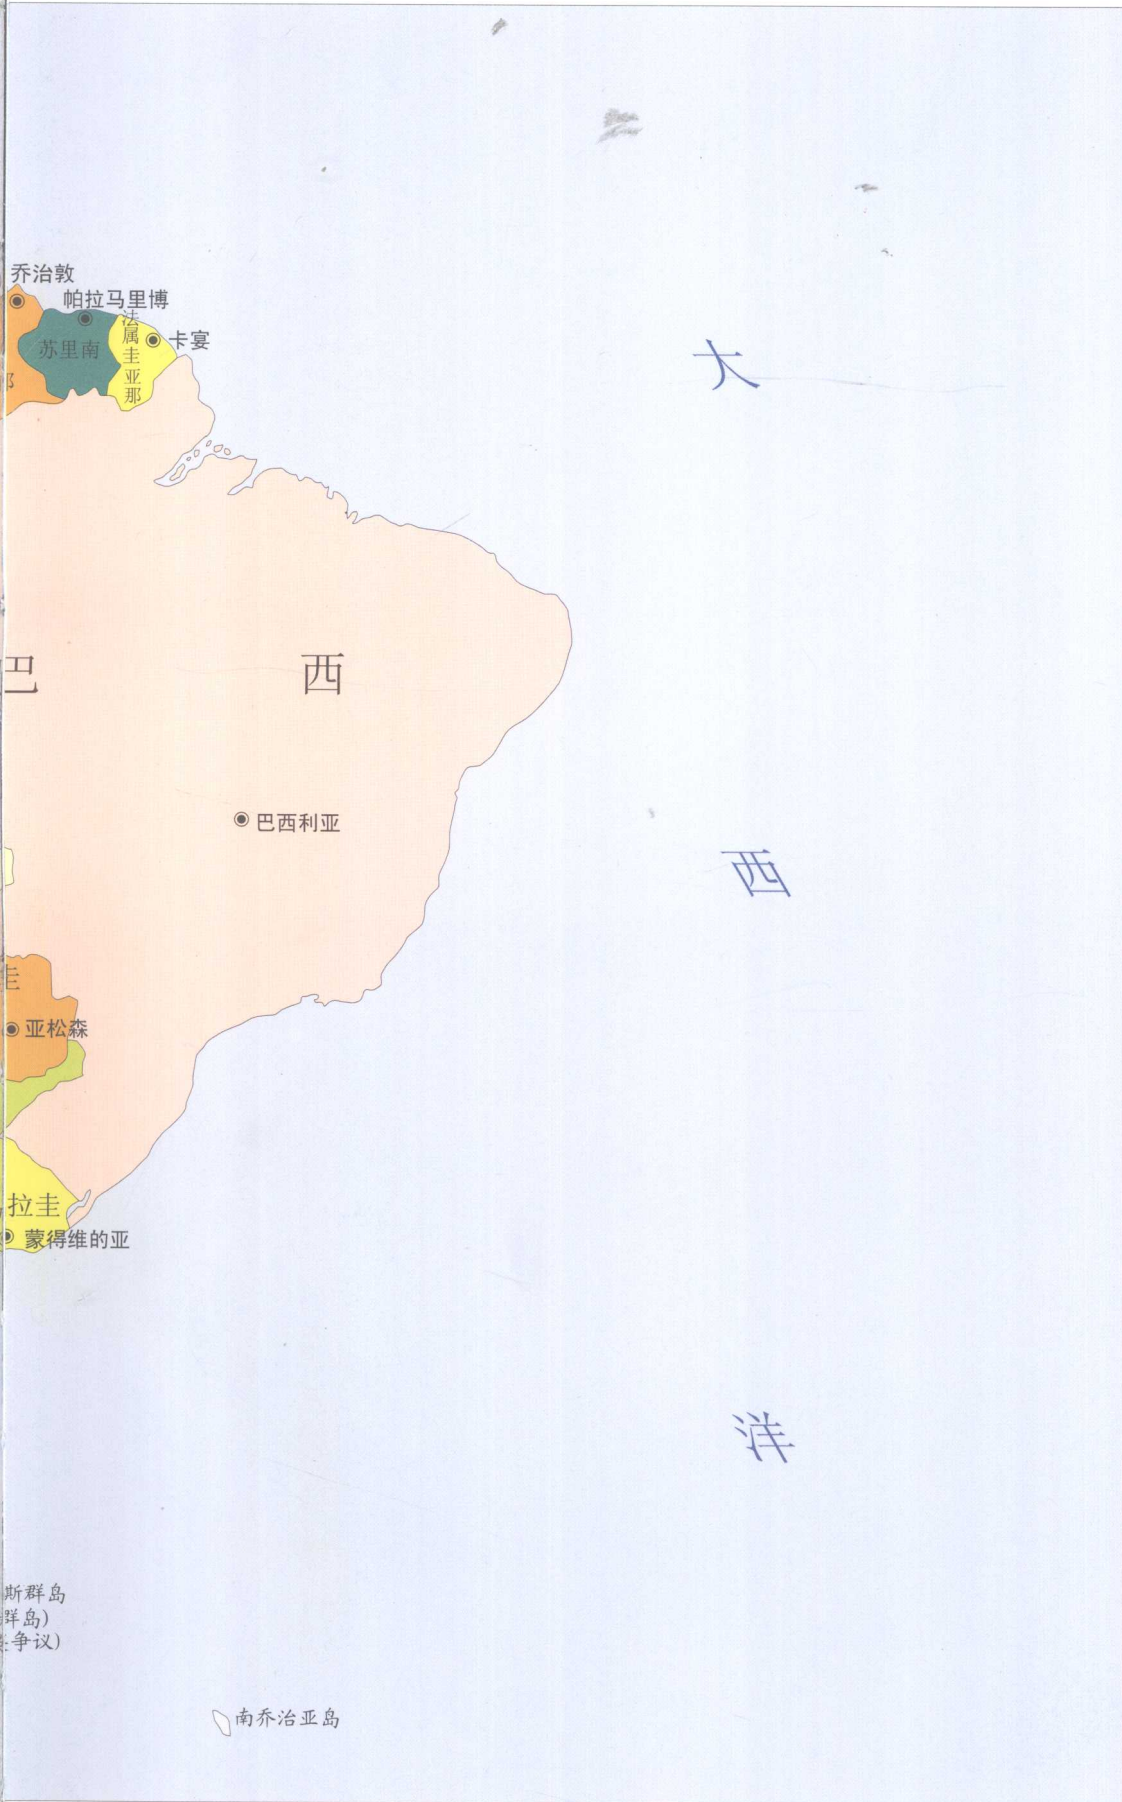 乔治敦
帕拉马里博
苏里南
法属圭亚那
卡宴
大
巴
西
巴西利亚
西
圭
亚松森
拉圭
蒙得维的亚
洋
斯群岛
群岛)
争议)
南乔治亚岛